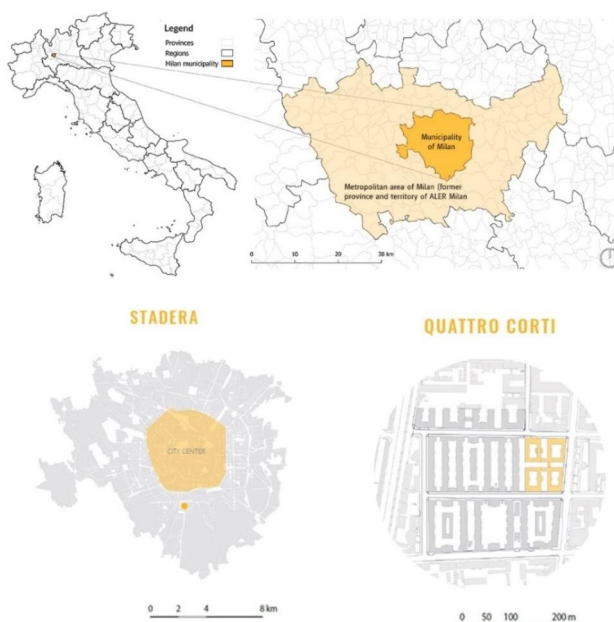 Legend
Provinces
Regions
Milan municipality
Municipality
of Milan
Metropolitan area of Milan (former
province and territory of ALER Milan
0 10 20 30 km
STADERA
QUATTRO CORTI
CITY CENTER
0 2 4 8 km
0 50 100 200 m